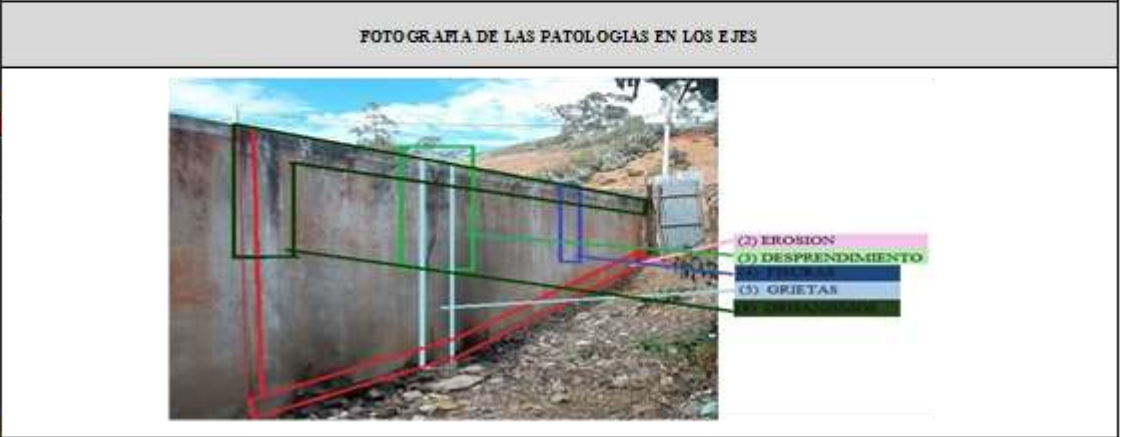 FOTOGRAFIA DE LAS PATOLOGIAS EN LOS EJES
(2) EROSION
(3) DESPRENDIMIENTO
(4) FISURAS
(5) GRIETAS